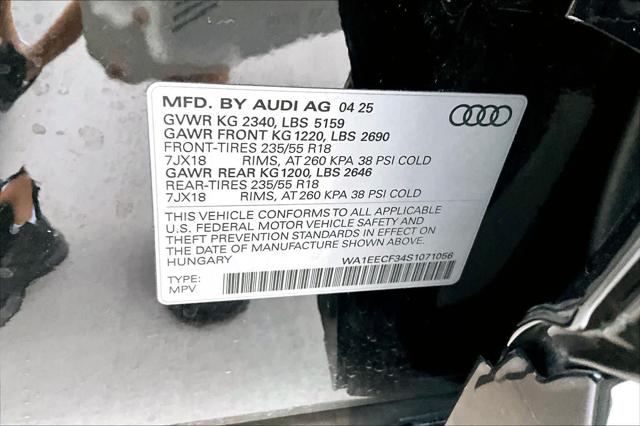 MFD. BY AUDI AG 04 25
GVWR KG 2340, LBS 5159
GAWR FRONT KG 1220, LBS 2690
FRONT-TIRES 235/55 R18
7JX18 RIMS, AT 260 KPA 38 PSI COLD
GAWR REAR KG1200, LBS 2646
REAR-TIRES 235/55 R18
7JX18 RIMS, AT 260 KPA 38 PSI COLD
THIS VEHICLE CONFORMS TO ALL APPLICABLE
U.S. FEDERAL MOTOR VEHICLE SAFETY AND
THEFT PREVENTION STANDARDS IN EFFECT ON
THE DATE OF MANUFACTURE SHOWN ABOVE.
HUNGARY WA1EECF34S1071056
TYPE:
MPV